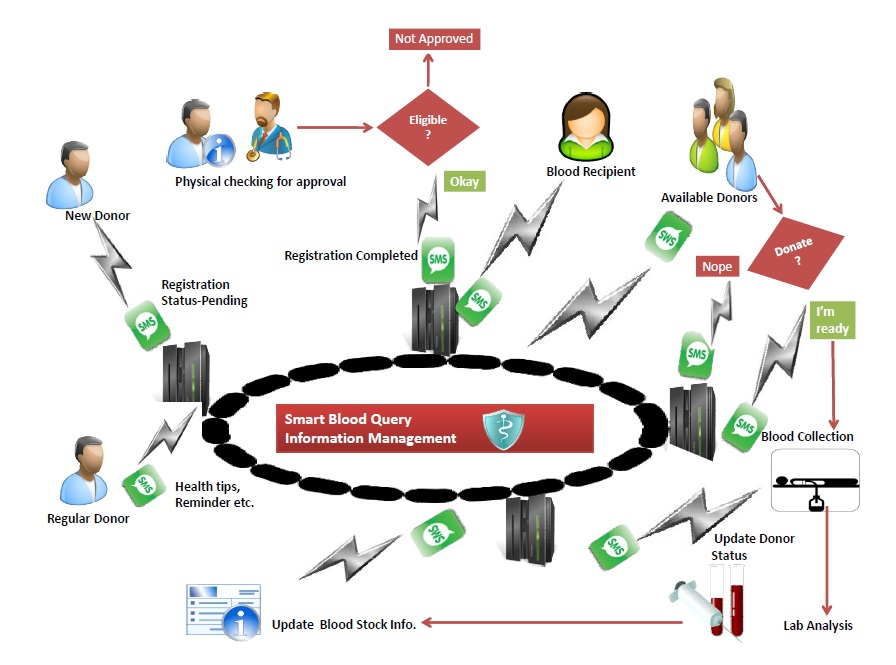 Not Approved
Eligible
?
Physical checking for approval
Okay
Blood Recipient
Available Donors
New Donor
Donate
?
Nope
I'm
ready
Registration Completed
SMS
SMS
SMS
Registration
Status-Pending
SMS
SMS
SMS
Smart Blood Query
Information Management
Blood Collection
Regular Donor
SMS
Health tips,
Reminder etc.
SMS
SMS
Update Donor
Status
Update Blood Stock Info.
Lab Analysis